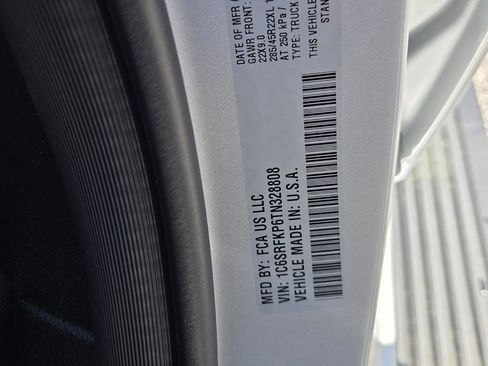 DATE OF MFR
GAWR FRONT:
22X9.0
285/45R22XL
AT 250 kPa /
TYPE: TRUCK
THIS VEHICLE
STAN
MFD BY: FCA US LLC
VIN: 1C6SRFKP6TN328808
VEHICLE MADE IN: U.S.A.